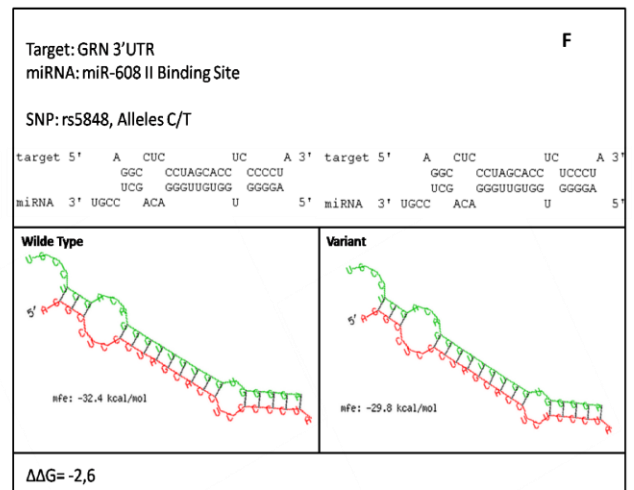 F
Target: GRN 3'UTR
miRNA: miR-608 II Binding Site
SNP: rs5848, Alleles C/T
target 5' A CUC UC A 3' target 5' A CUC UC A 3'
GGC CCUAGCACC CCCCU GGC CCUAGCACC UCCCU
UCG GGGUUGUGG GGGGA UCG GGGUUGUGG GGGGA
miRNA 3' UGCC ACA U 5' miRNA 3' UGCC ACA U 5'
Wilde Type
5'
mfe: -32.4 kcal/mol
Variant
5'
mfe: -29.8 kcal/mol
ΔΔG= -2,6